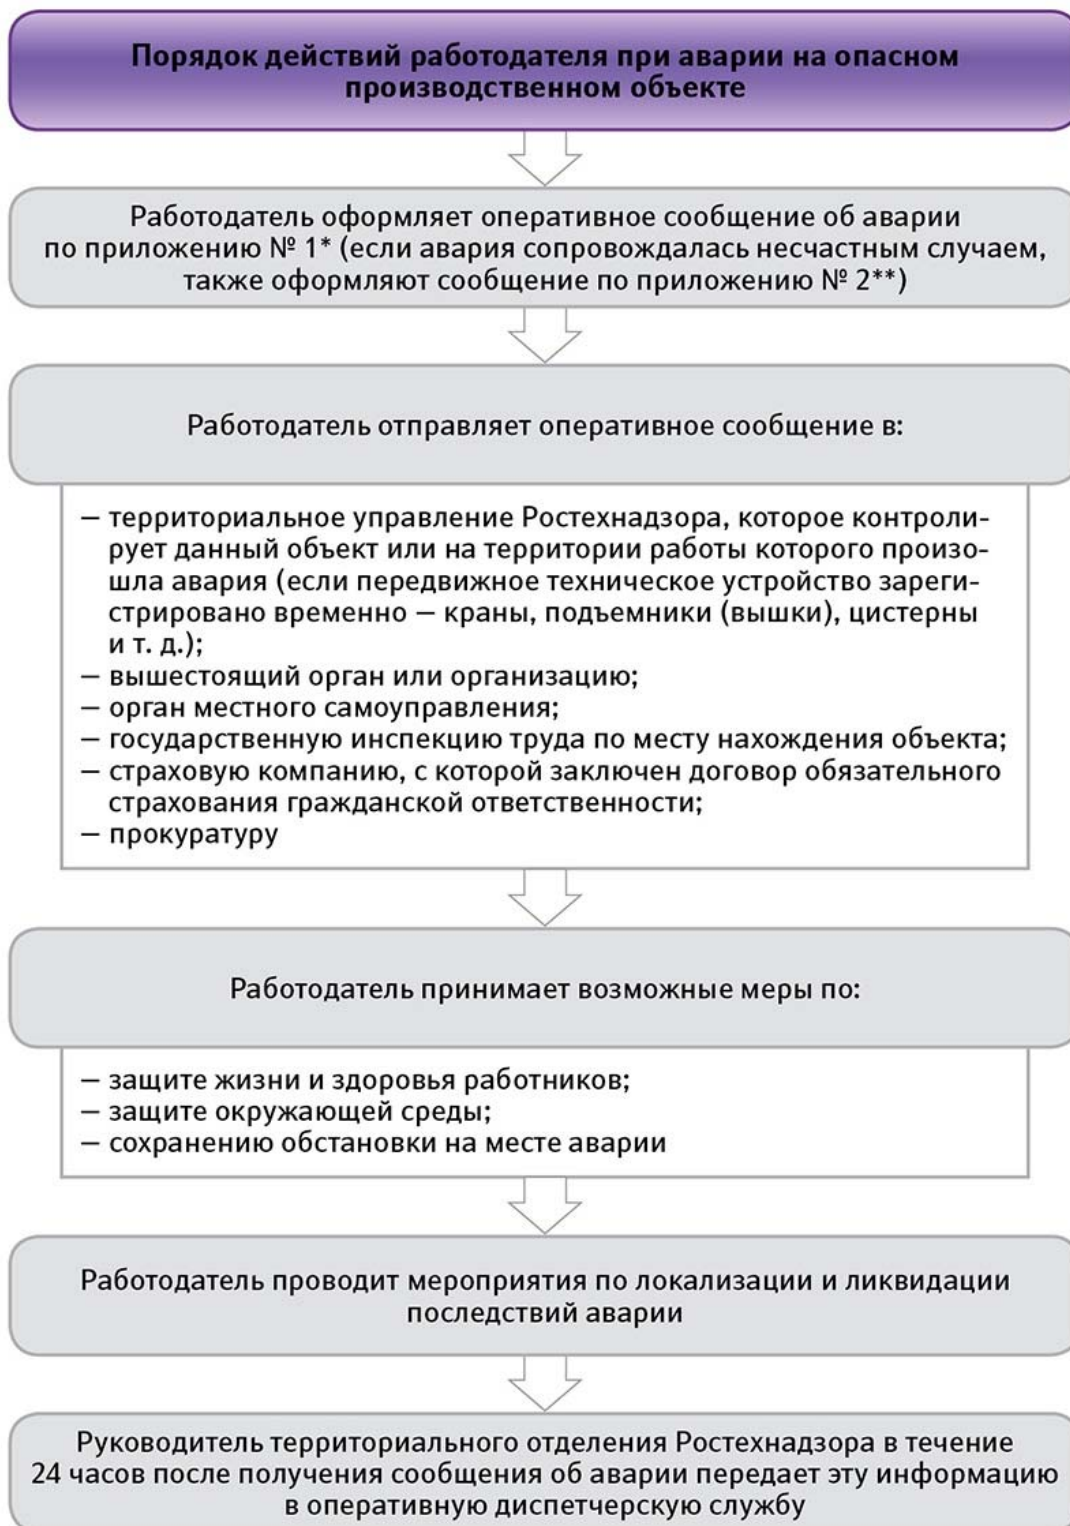 Порядок действий работодателя при аварии на опасном
производственном объекте
Работодатель оформляет оперативное сообщение об аварии
по приложению № 1* (если авария сопровождалась несчастным случаем,
также оформляют сообщение по приложению № 2**)
Работодатель отправляет оперативное сообщение в:
— территориальное управление Ростехнадзора, которое контроли-
рует данный объект или на территории работы которого произо-
шла авария (если передвижное техническое устройство зареги-
стрировано временно — краны, подъемники (вышки), цистерны
и т. д.);
— вышестоящий орган или организацию;
— орган местного самоуправления;
— государственную инспекцию труда по месту нахождения объекта;
— страховую компанию, с которой заключен договор обязательного
страхования гражданской ответственности;
— прокуратуру
Работодатель принимает возможные меры по:
— защите жизни и здоровья работников;
— защите окружающей среды;
— сохранению обстановки на месте аварии
Работодатель проводит мероприятия по локализации и ликвидации
последствий аварии
Руководитель территориального отделения Ростехнадзора в течение
24 часов после получения сообщения об аварии передает эту информацию
в оперативную диспетчерскую службу